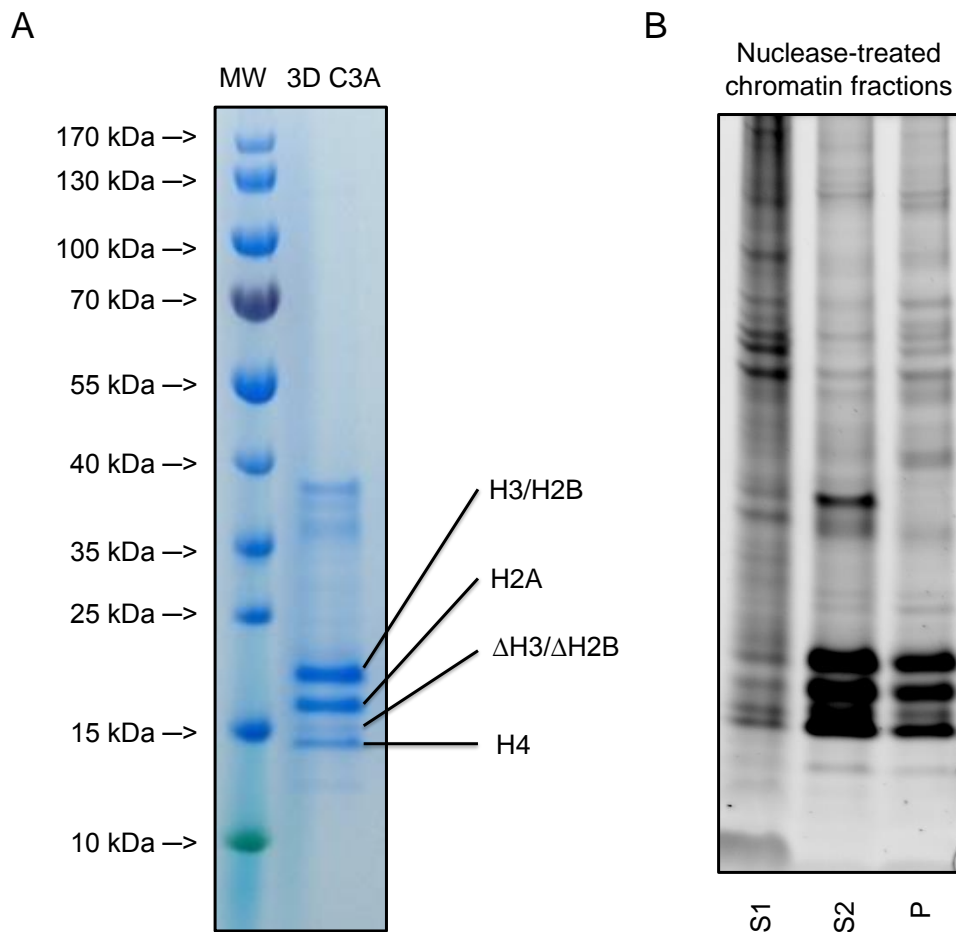 A
MW 3D C3A
170 kDa —>
130 kDa —>
100 kDa —>
70 kDa —>
55 kDa —>
40 kDa —>
35 kDa —>
25 kDa —>
15 kDa —>
10 kDa —>
H3/H2B
H2A
ΔH3/ΔH2B
H4
B
Nuclease-treated
chromatin fractions
S1
S2
P